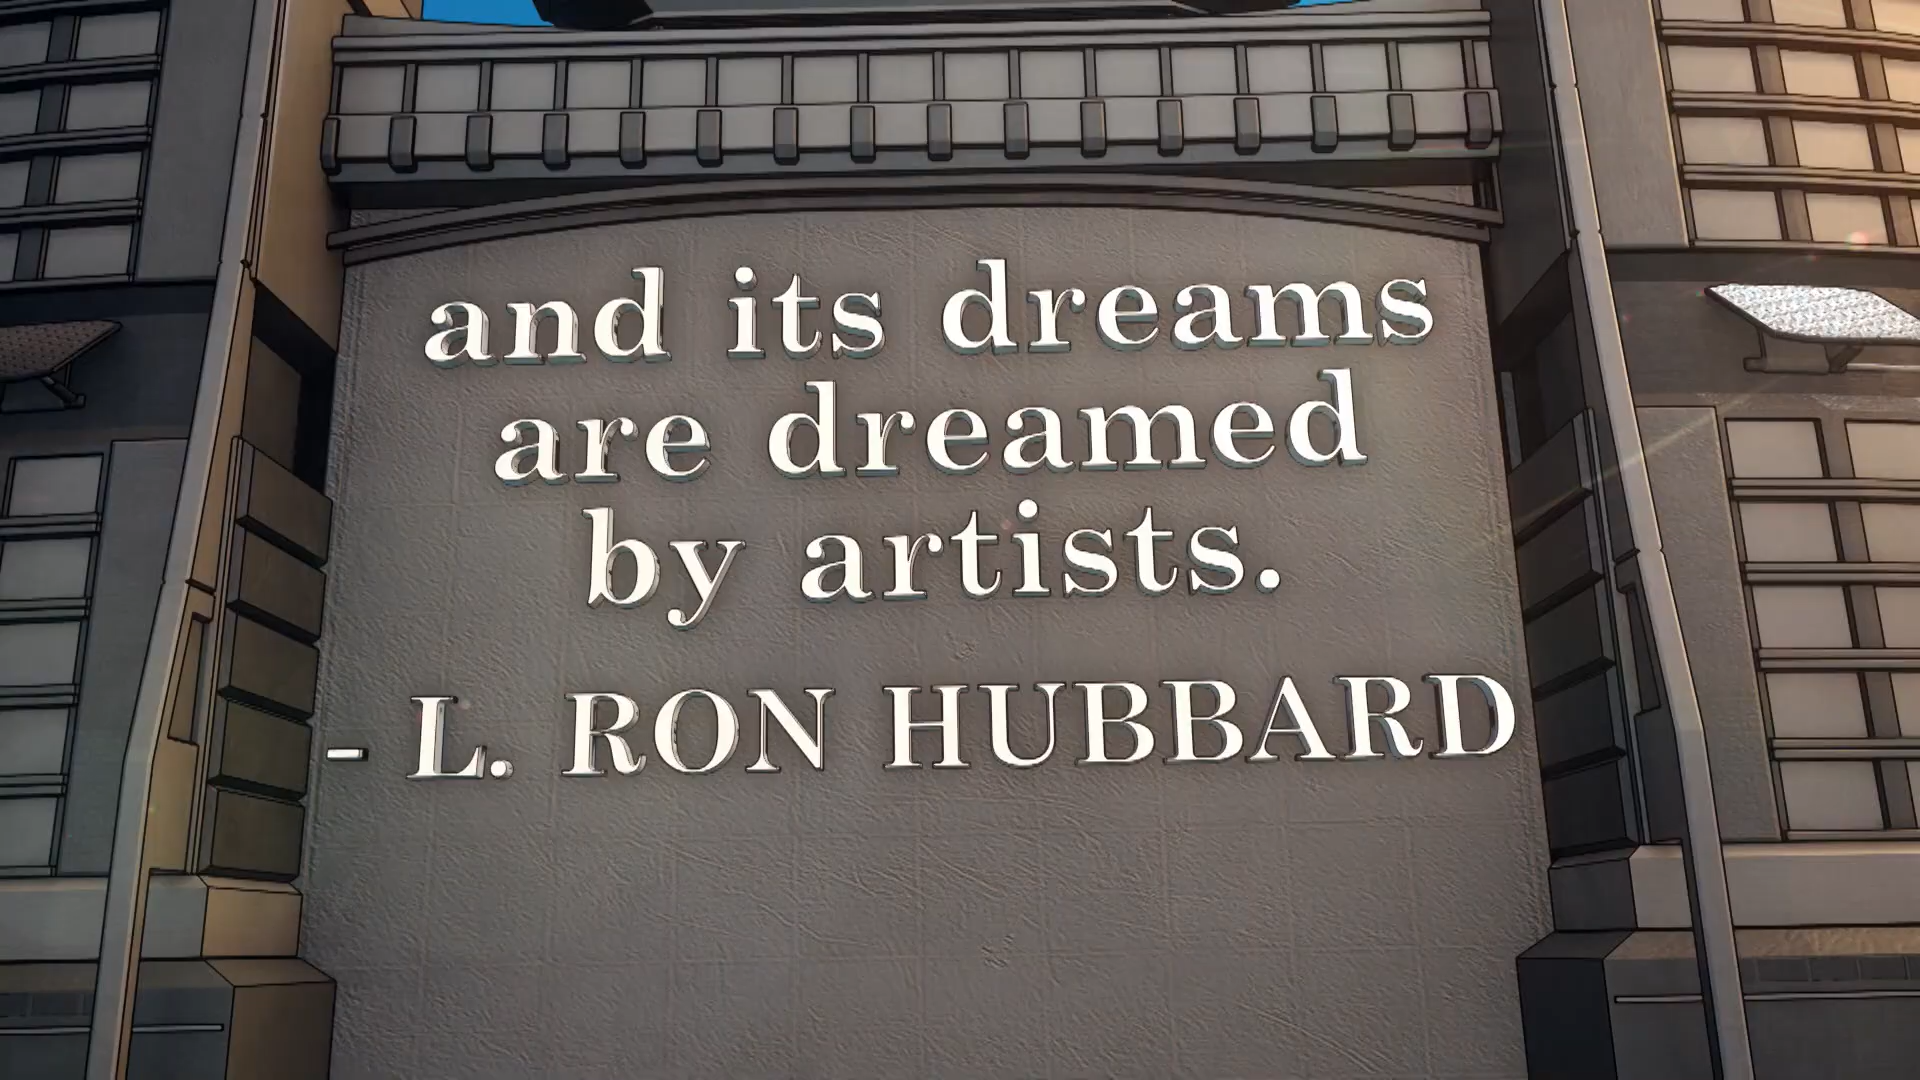 and its dreams
are dreamed
by artists.
- L. RON HUBBARD